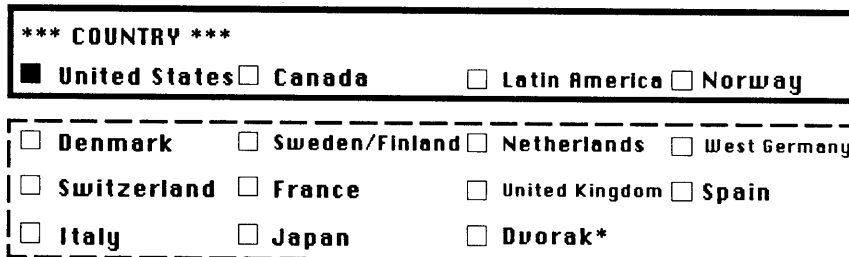 *** COUNTRY ***
■ United States □ Canada □ Latin America □ Norway
□ Denmark □ Sweden/Finland □ Netherlands □ West Germany
□ Switzerland □ France □ United Kingdom □ Spain
□ Italy □ Japan □ Dvorak*